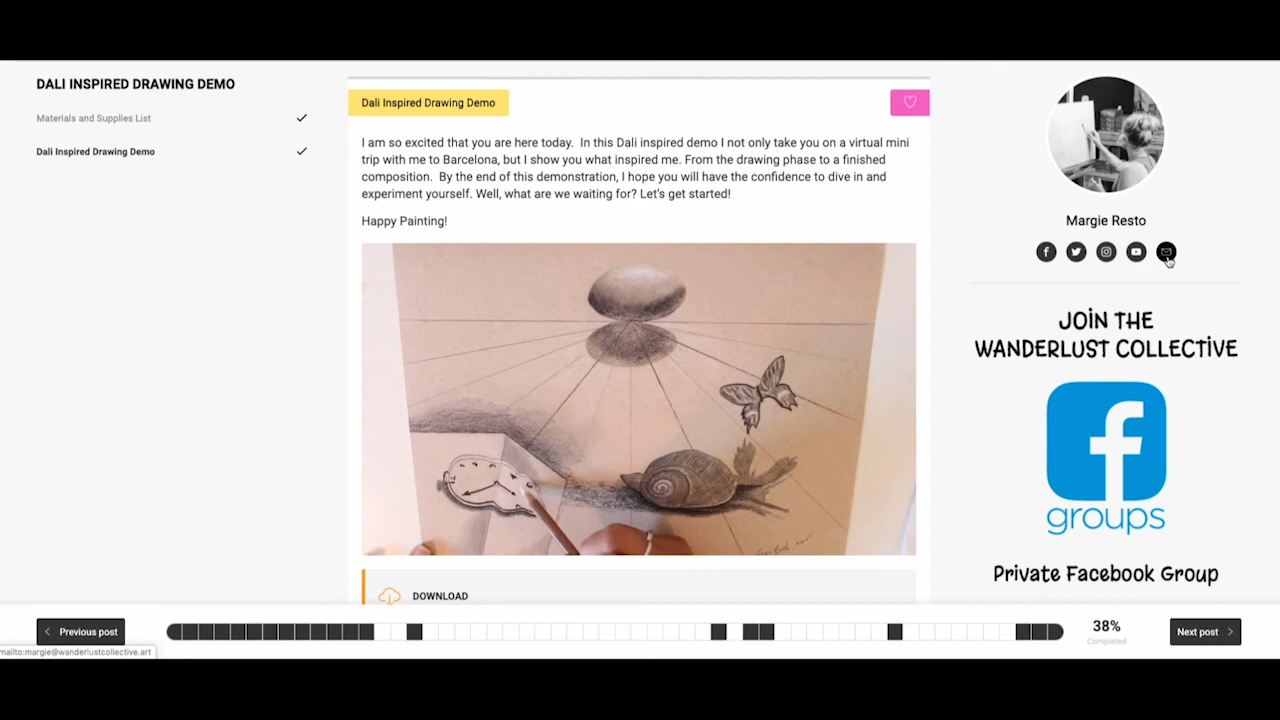 DALI INSPIRED DRAWING DEMO
Materials and Supplies List
Dali Inspired Drawing Demo
Dali Inspired Drawing Demo
I am so excited that you are here today.  In this Dali inspired demo I not only take you on a virtual mini
trip with me to Barcelona, but I show you what inspired me. From the drawing phase to a finished
composition.  By the end of this demonstration, I hope you will have the confidence to dive in and
experiment yourself. Well, what are we waiting for? Let's get started!
Happy Painting!
DOWNLOAD
Margie Resto
JOIN THE
WANDERLUST COLLECTIVE
f
groups
Private Facebook Group
Previous post
38%
Completed
Next post
mailto:margie@wanderlustcollective.art